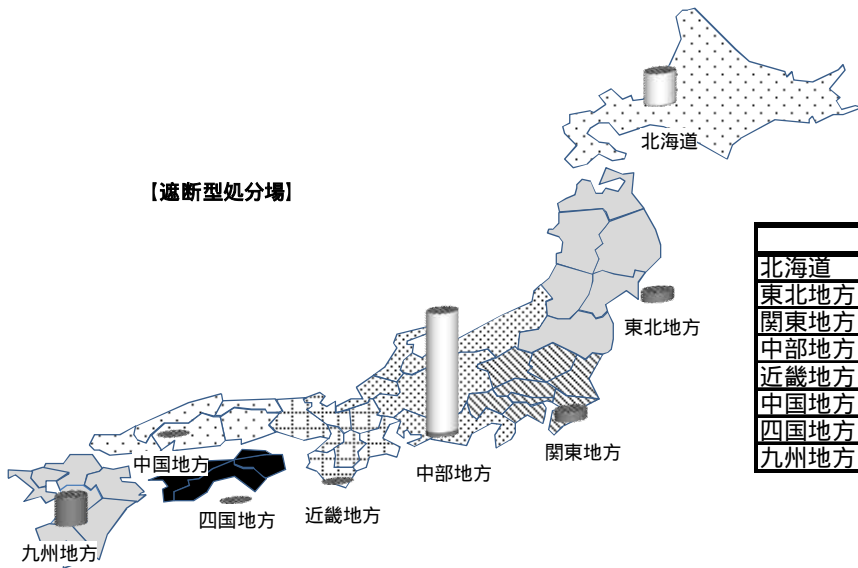 【遮断型処分場】
北海道
東北地方
関東地方
中部地方
近畿地方
中国地方
四国地方
九州地方
北海道
東北地方
関東地方
中部地方
近畿地方
中国地方
四国地方
九州地方